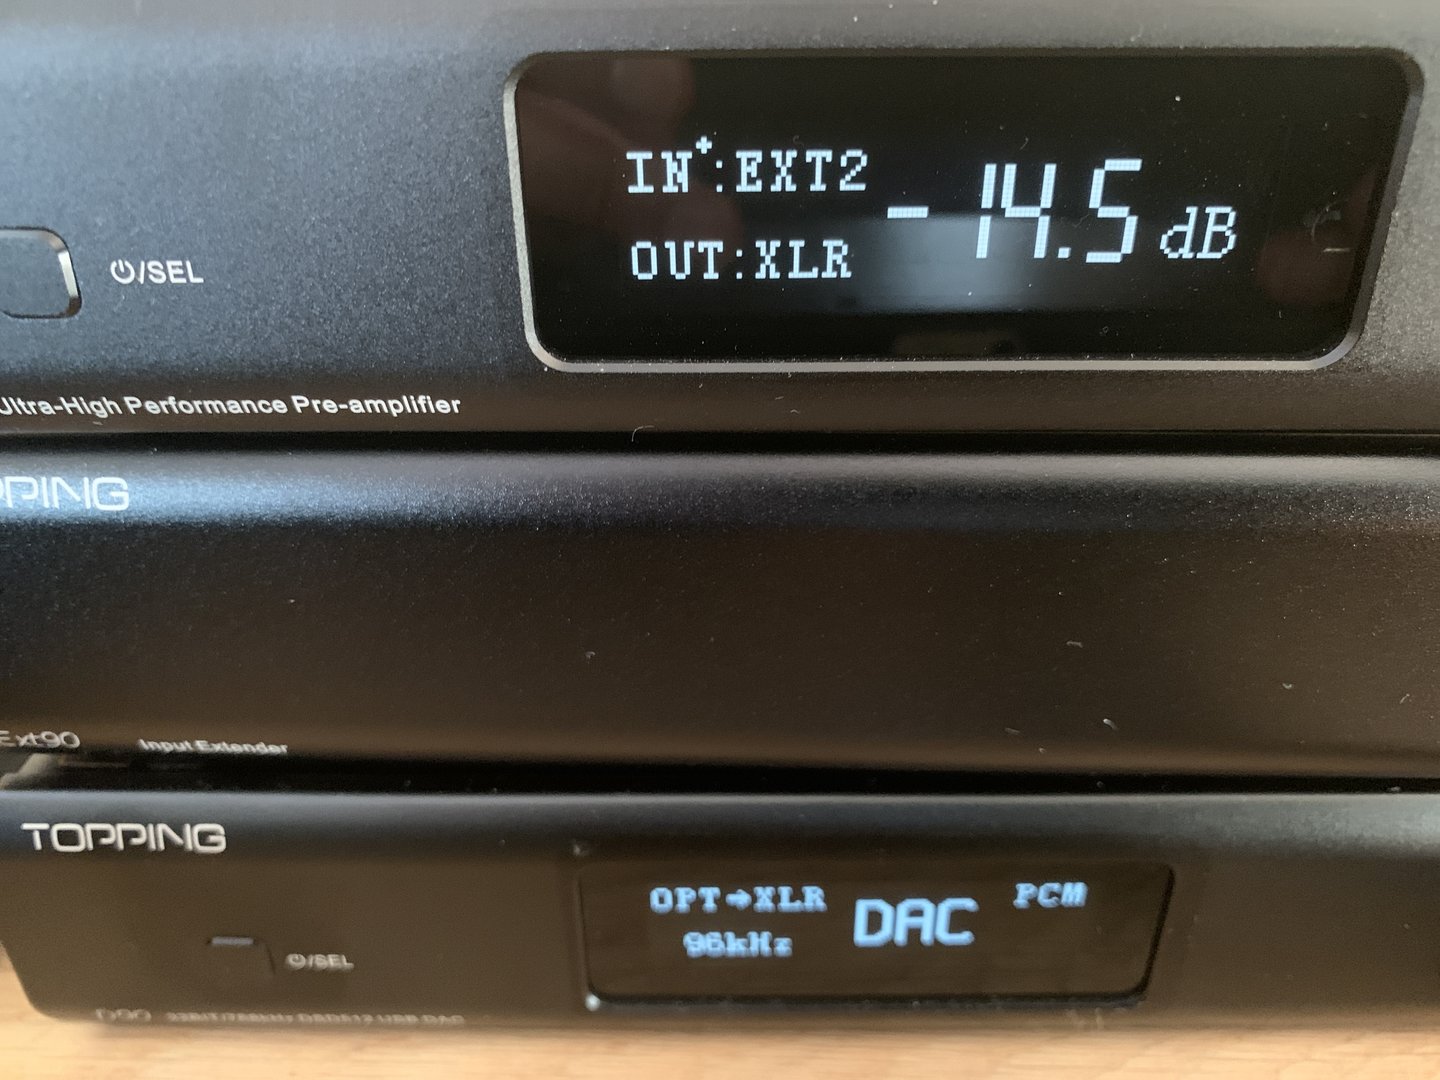 IN⁺:EXT2
-14.5 dB
OUT:XLR
/SEL
Ultra-High Performance Pre-amplifier
PPING
Ext90 Input Extender
TOPPING
OPT→XLR DAC PCM
96kHz
/SEL
D90